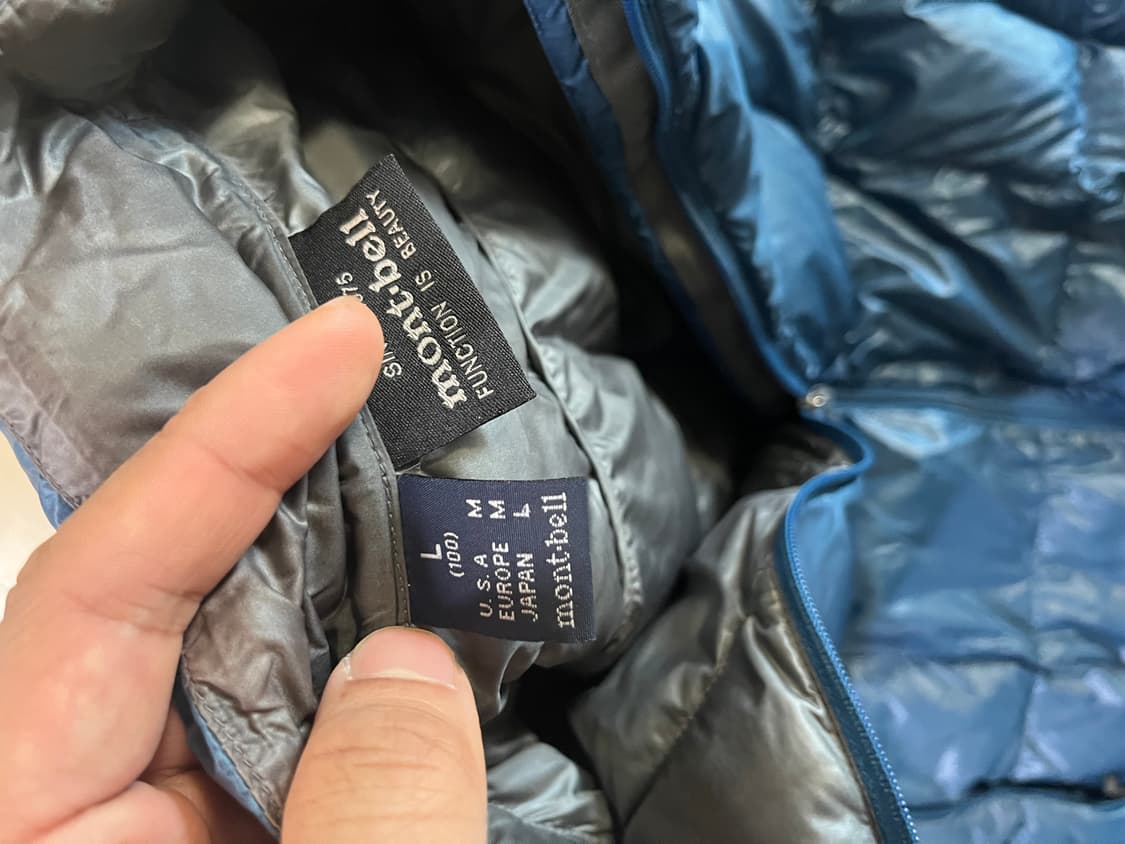 mont·bell
FUNCTION IS BEAUTY
L
(100)
U.S.A M
EUROPE M
JAPAN L
mont·bell